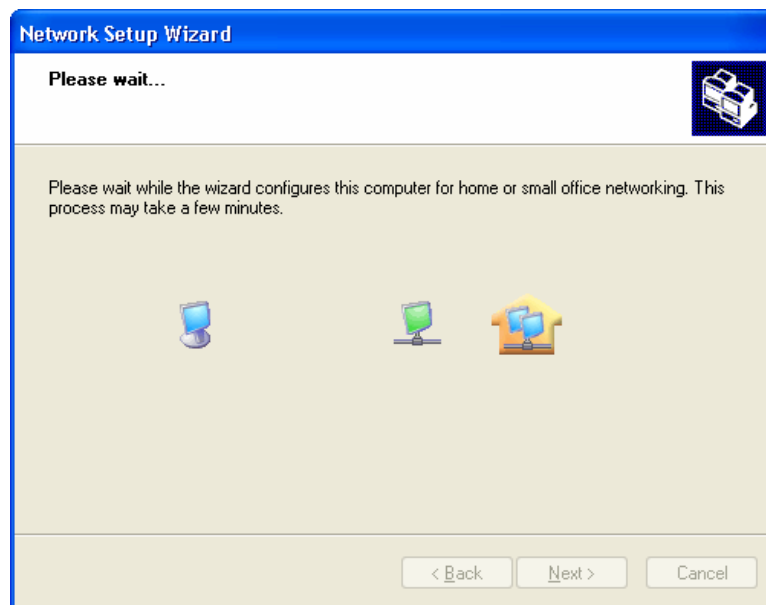 Network Setup Wizard
Please wait...
Please wait while the wizard configures this computer for home or small office networking. This
process may take a few minutes.
< Back
Next >
Cancel